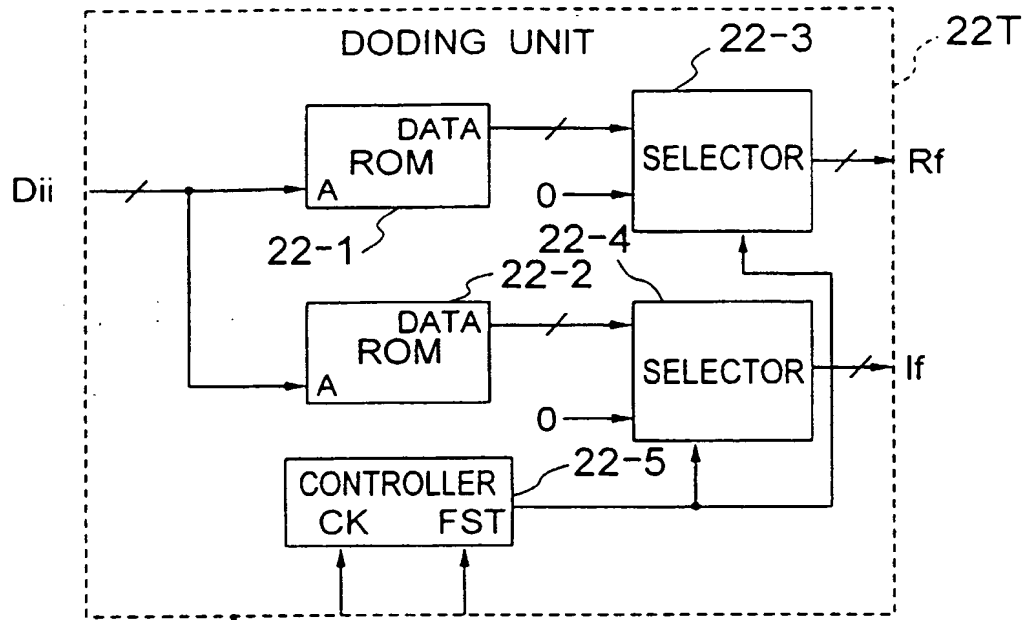 DODING UNIT
22T
22-3
DATA
ROM
A
22-1
SELECTOR
Rf
Dii
0
22-4
22-2
DATA
ROM
A
SELECTOR
If
0
22-5
CONTROLLER
CK FST